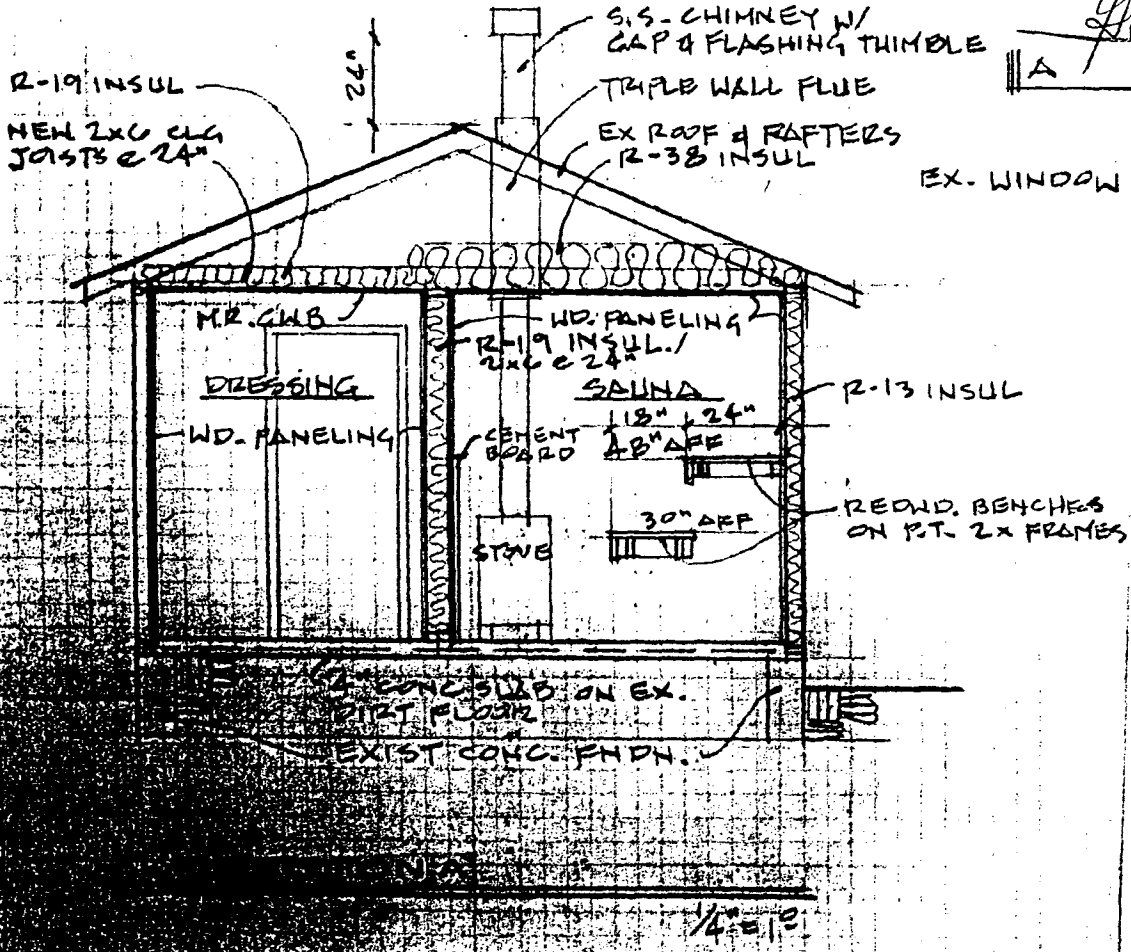 S.S. CHIMNEY W/
CAP & FLASHING THIMBLE
A
32"
R-19 INSUL
TRIPLE WALL FLUE
NEW 2x6 CLG
JOISTS @ 24"
EX ROOF & RAFTERS
R-38 INSUL
EX. WINDOW
M.R. GWB
WD. PANELING
R-19 INSUL./
2x6 @ 24"
DRESSING
SAUNA
R-13 INSUL
18" 24"
WD. PANELING
CEMENT
BOARD
48" AFF
REDWD. BENCHES
ON P.T. 2x FRAMES
30" AFF
STOVE
4" CONC SLAB ON EX.
DIRT FLOOR
EXIST CONC. FNDN.
1/4" = 1'0